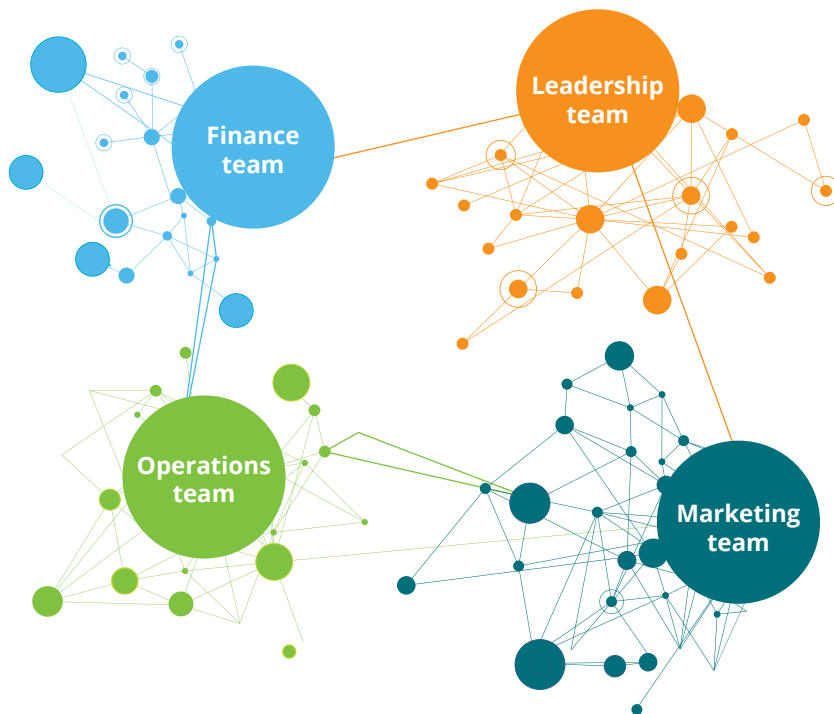 Finance
team
Leadership
team
Operations
team
Marketing
team